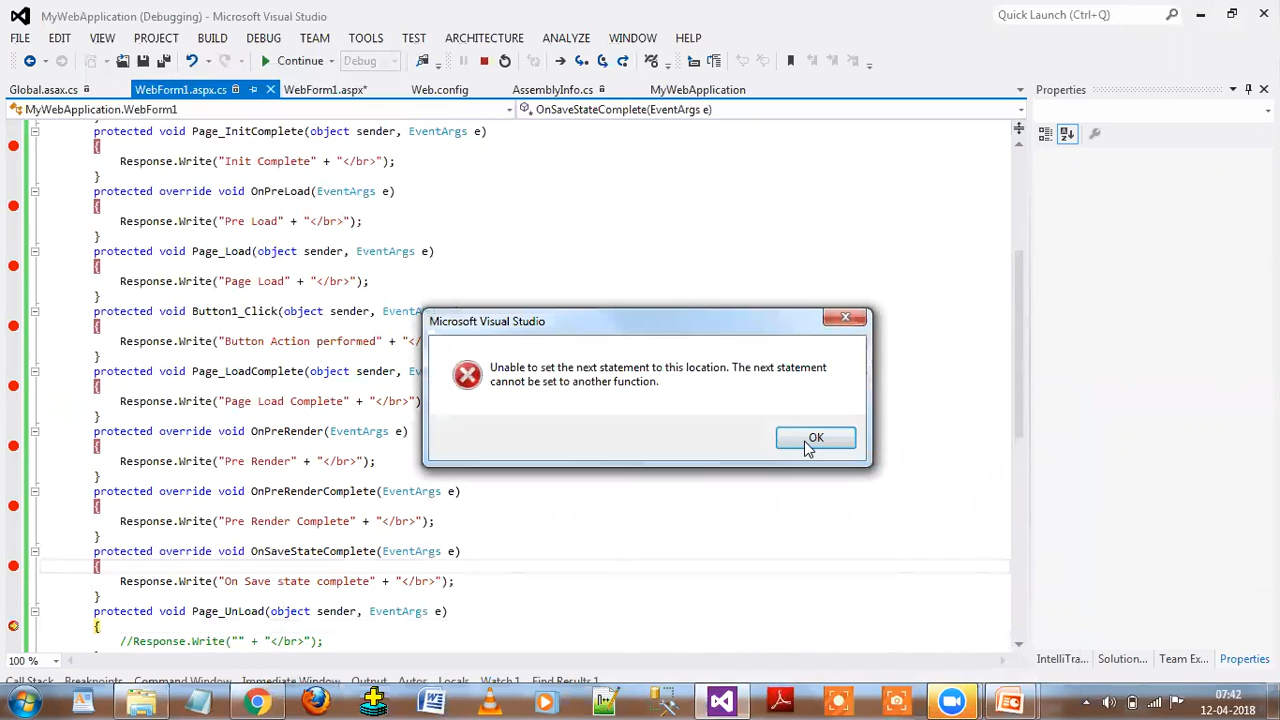 MyWebApplication (Debugging) - Microsoft Visual Studio
Quick Launch (Ctrl+Q)
FILE EDIT VIEW PROJECT BUILD DEBUG TEAM TOOLS TEST ARCHITECTURE ANALYZE WINDOW HELP
Continue Debug
Global.asax.cs WebForm1.aspx.cs WebForm1.aspx* Web.config AssemblyInfo.cs MyWebApplication
Properties
MyWebApplication.WebForm1 OnSaveStateComplete(EventArgs e)
protected void Page_InitComplete(object sender, EventArgs e)
{
Response.Write("Init Complete" + "</br>");
}
protected override void OnPreLoad(EventArgs e)
{
Response.Write("Pre Load" + "</br>");
}
protected void Page_Load(object sender, EventArgs e)
{
Response.Write("Page Load" + "</br>");
}
protected void Button1_Click(object sender, EventArgs
{
Response.Write("Button Action performed" + "<
}
protected void Page_LoadComplete(object sender, Ev
{
Response.Write("Page Load Complete" + "</br>")
}
protected override void OnPreRender(EventArgs e)
{
Response.Write("Pre Render" + "</br>");
}
protected override void OnPreRenderComplete(EventArgs e)
{
Response.Write("Pre Render Complete" + "</br>");
}
protected override void OnSaveStateComplete(EventArgs e)
{
Response.Write("On Save state complete" + "</br>");
}
protected void Page_UnLoad(object sender, EventArgs e)
{
//Response.Write("" + "</br>");
Microsoft Visual Studio
Unable to set the next statement to this location. The next statement
cannot be set to another function.
OK
100 %
IntelliTra... Solution... Team Ex... Properties
Call Stack Breakpoints Command Window Immediate Window Output Autos Locals Watch 1 Find Results 1
07:42
12-04-2018